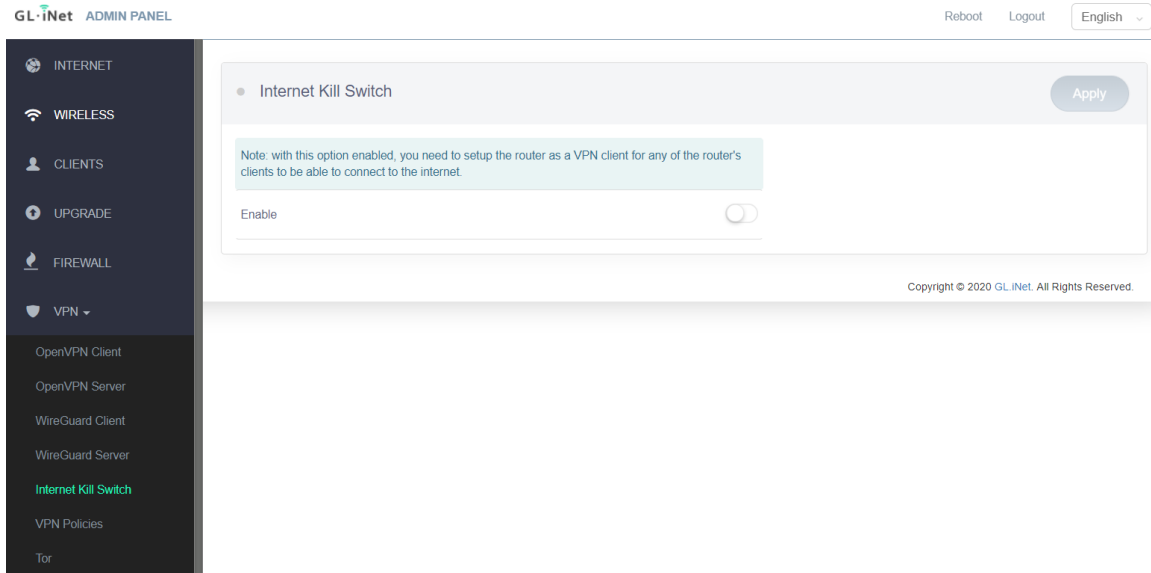 GL·iNet ADMIN PANEL
Reboot Logout English
INTERNET
WIRELESS
CLIENTS
UPGRADE
FIREWALL
VPN
OpenVPN Client
OpenVPN Server
WireGuard Client
WireGuard Server
Internet Kill Switch
VPN Policies
Tor
Internet Kill Switch
Apply
Note: with this option enabled, you need to setup the router as a VPN client for any of the router's
clients to be able to connect to the internet.
Enable
Copyright © 2020 GL.iNet. All Rights Reserved.